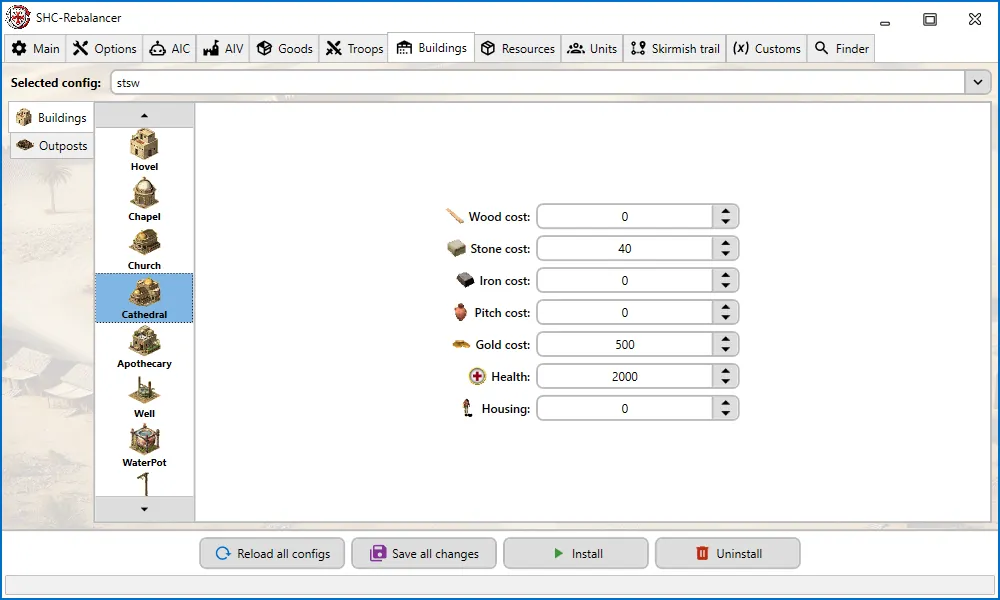 SHC-Rebalancer
Main Options AIC AIV Goods Troops Buildings Resources Units Skirmish trail (x) Customs Finder
Selected config: stsw
Buildings
Outposts
Hovel
Chapel
Church
Cathedral
Apothecary
Well
WaterPot
Wood cost: 0
Stone cost: 40
Iron cost: 0
Pitch cost: 0
Gold cost: 500
Health: 2000
Housing: 0
Reload all configs Save all changes Install Uninstall